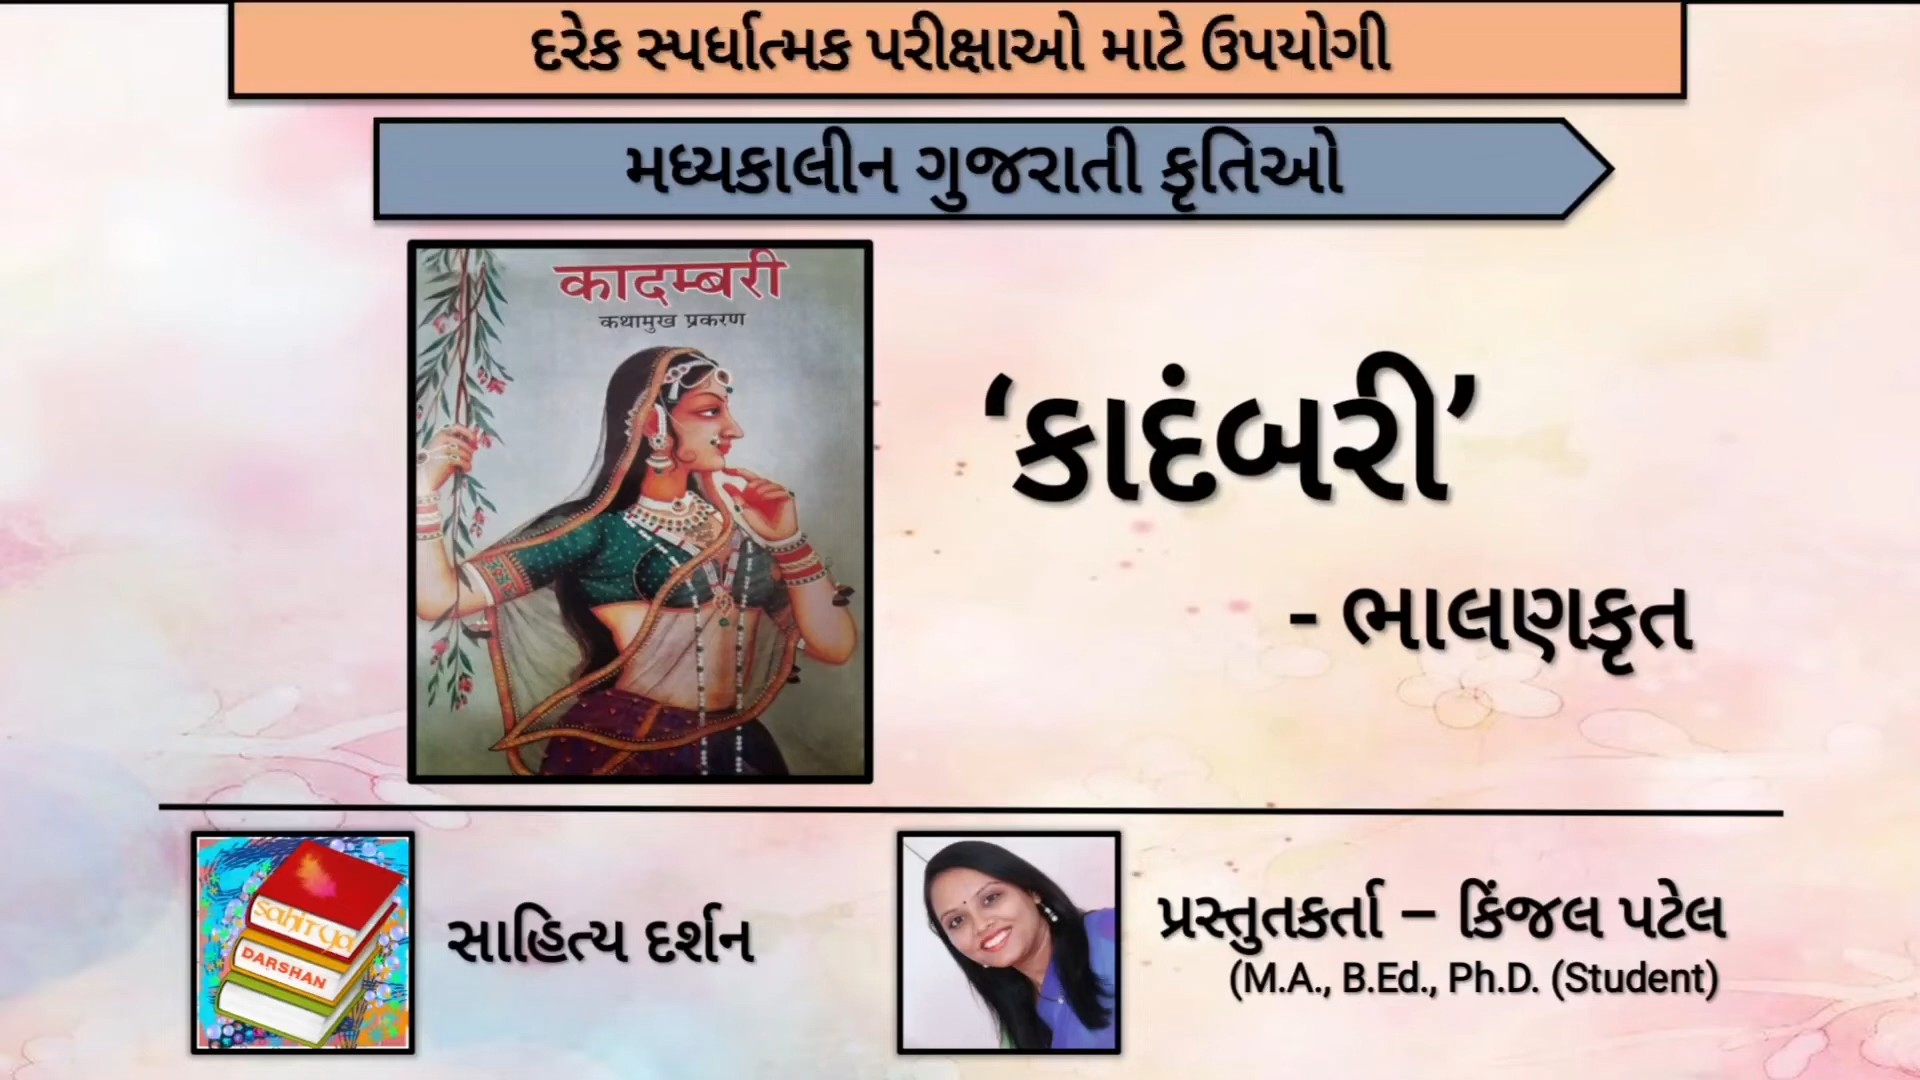 દરેક સ્પર્ધાત્મક પરીક્ષાઓ માટે ઉપયોગી
મધ્યકાલીન ગુજરાતી કૃતિઓ
कादम्बरी
कथामुख प्रकरण
‘કાદંબરી’
- ભાલણકૃત
sahitya
DARSHAN
સાહિત્ય દર્શન
પ્રસ્તુતકર્તા – કિંજલ પટેલ
(M.A., B.Ed., Ph.D. (Student)